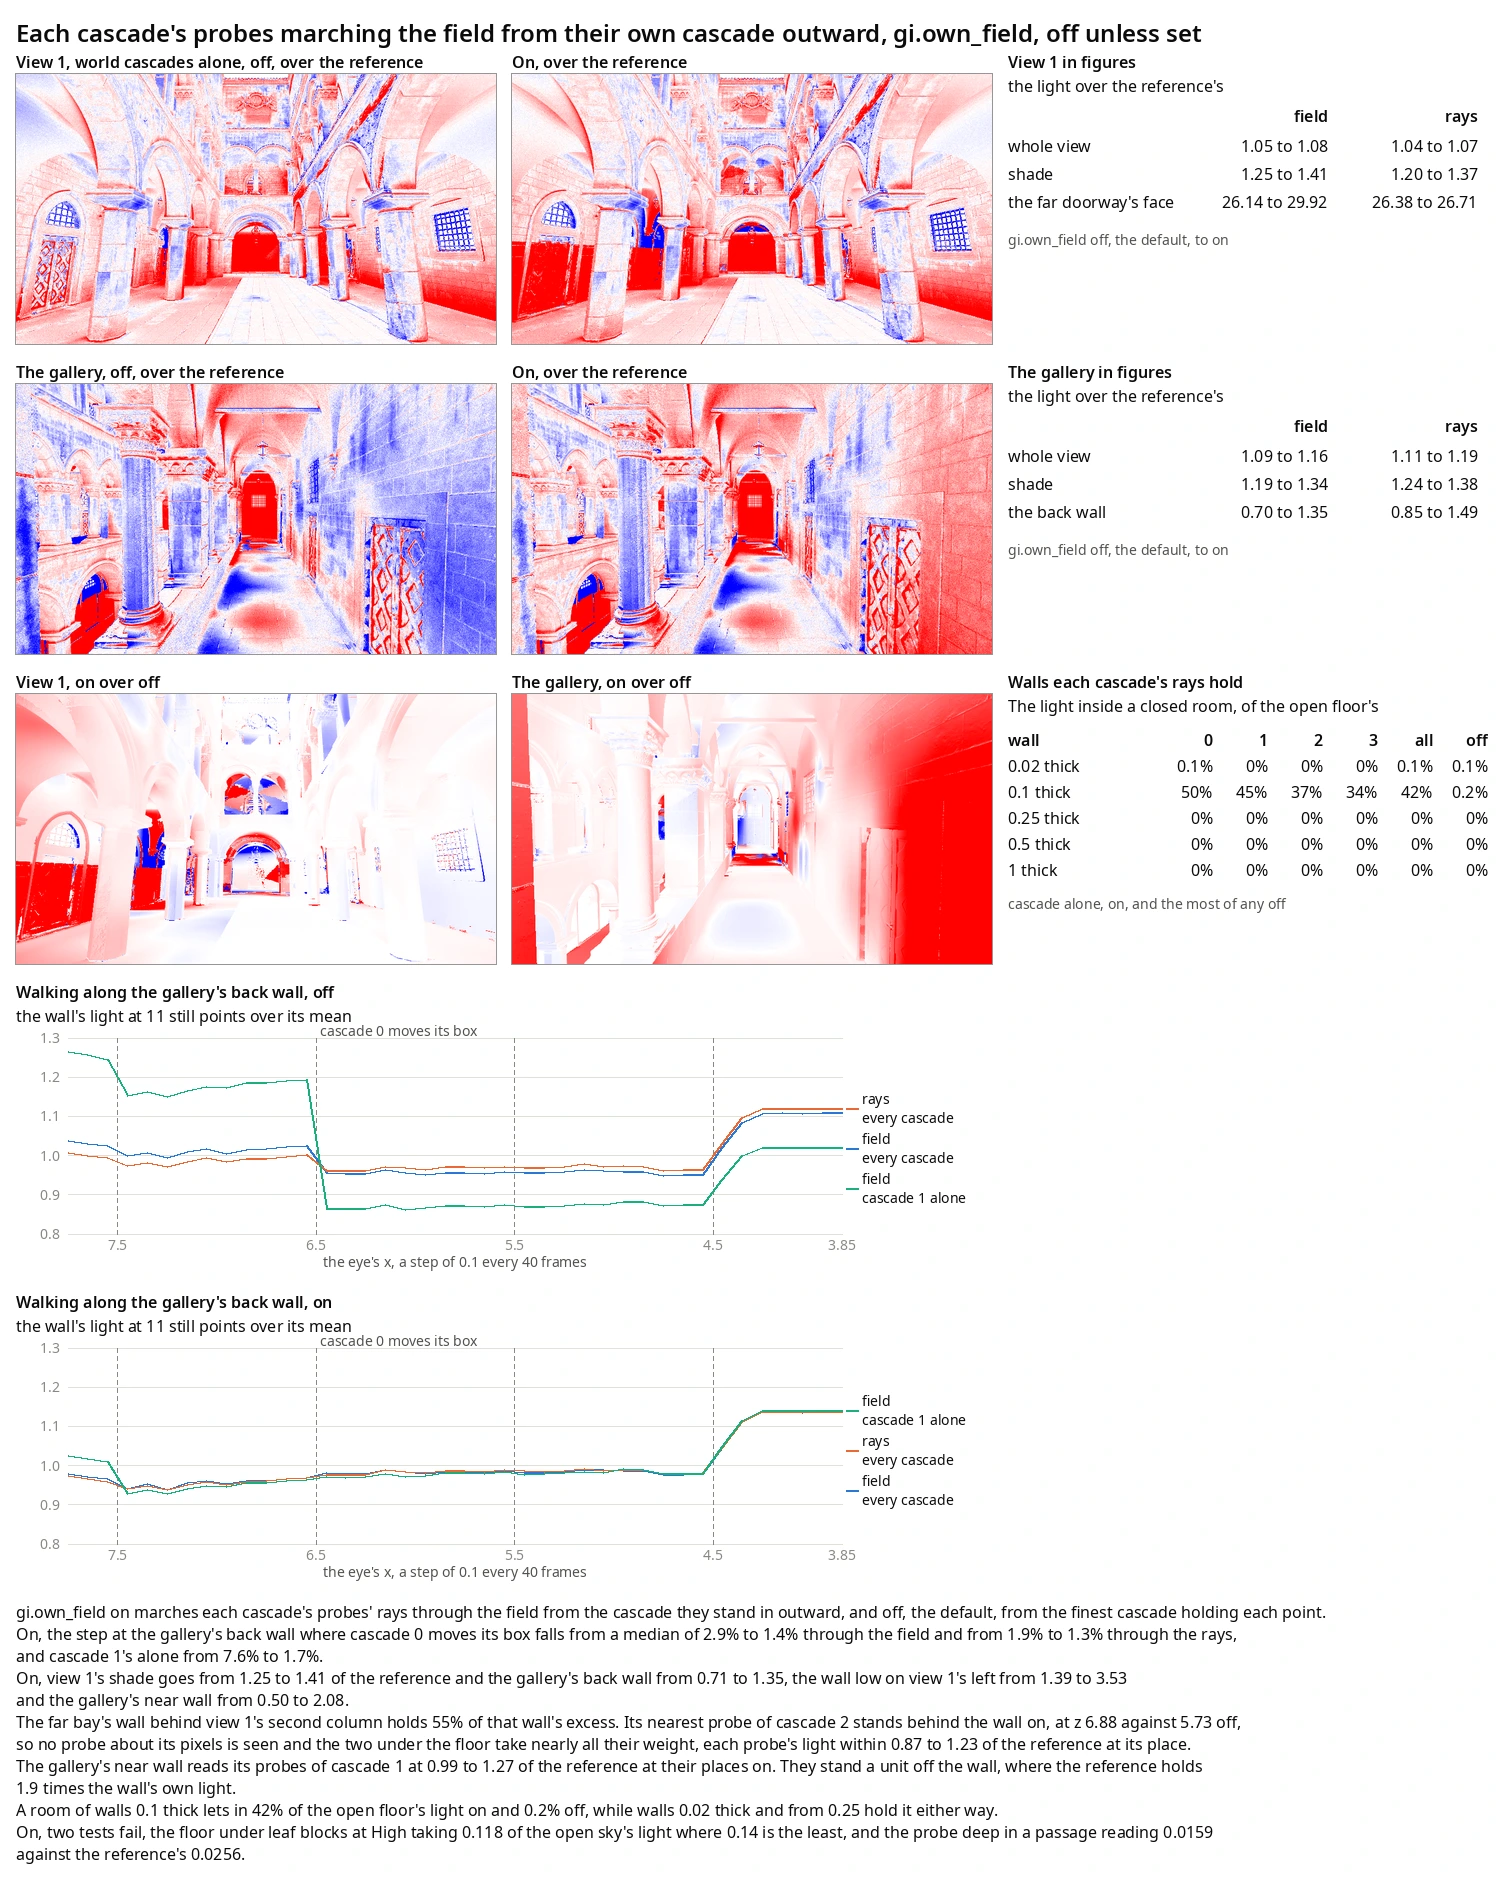 Each cascade's probes marching the field from their own cascade outward, gi.own_field, off unless set
View 1, world cascades alone, off, over the reference
On, over the reference
View 1 in figures
the light over the reference's
field rays
whole view 1.05 to 1.08 1.04 to 1.07
shade 1.25 to 1.41 1.20 to 1.37
the far doorway's face 26.14 to 29.92 26.38 to 26.71
gi.own_field off, the default, to on
The gallery, off, over the reference
On, over the reference
The gallery in figures
the light over the reference's
field rays
whole view 1.09 to 1.16 1.11 to 1.19
shade 1.19 to 1.34 1.24 to 1.38
the back wall 0.70 to 1.35 0.85 to 1.49
gi.own_field off, the default, to on
View 1, on over off
The gallery, on over off
Walls each cascade's rays hold
The light inside a closed room, of the open floor's
wall 0 1 2 3 all off
0.02 thick 0.1% 0% 0% 0% 0.1% 0.1%
0.1 thick 50% 45% 37% 34% 42% 0.2%
0.25 thick 0% 0% 0% 0% 0% 0%
0.5 thick 0% 0% 0% 0% 0% 0%
1 thick 0% 0% 0% 0% 0% 0%
cascade alone, on, and the most of any off
Walking along the gallery's back wall, off
the wall's light at 11 still points over its mean
cascade 0 moves its box
1.3
1.2
1.1
1.0
0.9
0.8
rays
every cascade
field
every cascade
field
cascade 1 alone
7.5 6.5 5.5 4.5 3.85
the eye's x, a step of 0.1 every 40 frames
Walking along the gallery's back wall, on
the wall's light at 11 still points over its mean
cascade 0 moves its box
1.3
1.2
1.1
1.0
0.9
0.8
field
cascade 1 alone
rays
every cascade
field
every cascade
7.5 6.5 5.5 4.5 3.85
the eye's x, a step of 0.1 every 40 frames
gi.own_field on marches each cascade's probes' rays through the field from the cascade they stand in outward, and off, the default, from the finest cascade holding each point.
On, the step at the gallery's back wall where cascade 0 moves its box falls from a median of 2.9% to 1.4% through the field and from 1.9% to 1.3% through the rays,
and cascade 1's alone from 7.6% to 1.7%.
On, view 1's shade goes from 1.25 to 1.41 of the reference and the gallery's back wall from 0.71 to 1.35, the wall low on view 1's left from 1.39 to 3.53
and the gallery's near wall from 0.50 to 2.08.
The far bay's wall behind view 1's second column holds 55% of that wall's excess. Its nearest probe of cascade 2 stands behind the wall on, at z 6.88 against 5.73 off,
so no probe about its pixels is seen and the two under the floor take nearly all their weight, each probe's light within 0.87 to 1.23 of the reference at its place.
The gallery's near wall reads its probes of cascade 1 at 0.99 to 1.27 of the reference at their places on. They stand a unit off the wall, where the reference holds
1.9 times the wall's own light.
A room of walls 0.1 thick lets in 42% of the open floor's light on and 0.2% off, while walls 0.02 thick and from 0.25 hold it either way.
On, two tests fail, the floor under leaf blocks at High taking 0.118 of the open sky's light where 0.14 is the least, and the probe deep in a passage reading 0.0159
against the reference's 0.0256.